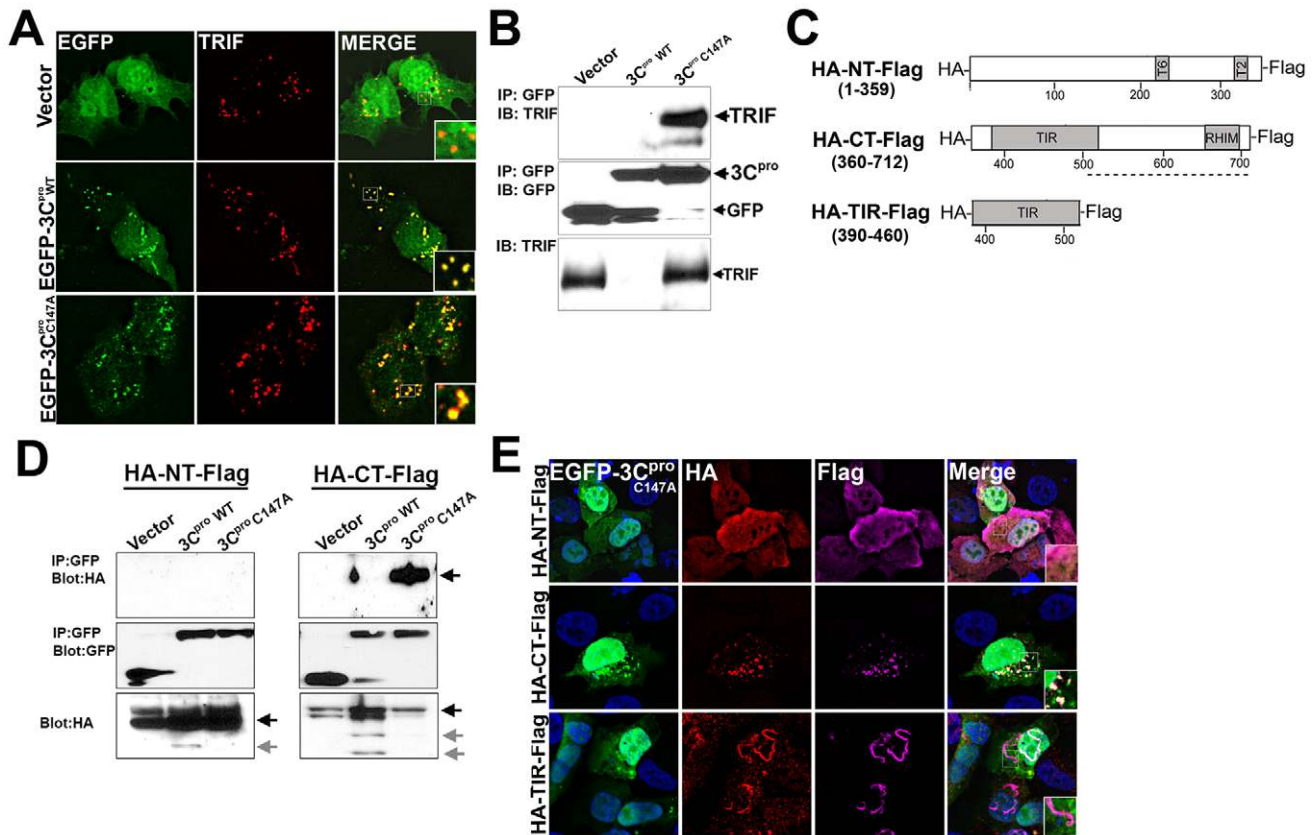 A
EGFP TRIF MERGE
Vector
EGFP-3Cpro WT
EGFP-3Cpro C147A
B
Vector 3Cpro WT 3Cpro C147A
IP: GFP
IB: TRIF
TRIF
IP: GFP
IB: GFP
3Cpro
GFP
IB: TRIF
TRIF
C
HA-NT-Flag
(1-359)
HA- T6 T2 -Flag
100 200 300
HA-CT-Flag
(360-712)
HA- TIR RHIM -Flag
400 500 600 700
HA-TIR-Flag
(390-460)
HA- TIR -Flag
400 500
D
HA-NT-Flag HA-CT-Flag
Vector 3Cpro WT 3Cpro C147A Vector 3Cpro WT 3Cpro C147A
IP:GFP
Blot:HA
IP:GFP
Blot:GFP
Blot:HA
E
EGFP-3Cpro C147A HA Flag Merge
HA-NT-Flag
HA-CT-Flag
HA-TIR-Flag